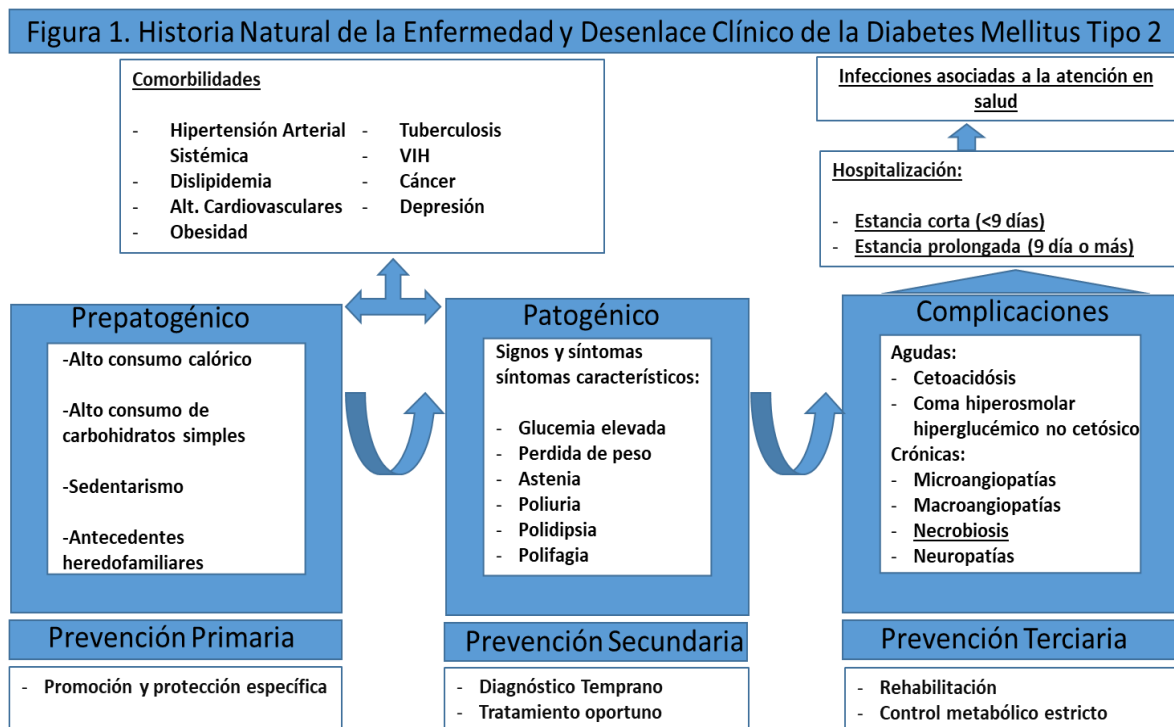 Figura 1. Historia Natural de la Enfermedad y Desenlace Clínico de la Diabetes Mellitus Tipo 2
Comorbilidades
- Hipertensión Arterial
Sistémica
- Dislipidemia
- Alt. Cardiovasculares
- Obesidad
- Tuberculosis
- VIH
- Cáncer
- Depresión
Infecciones asociadas a la atención en
salud
Hospitalización:
- Estancia corta (<9 días)
- Estancia prolongada (9 día o más)
Prepatogénico
-Alto consumo calórico
-Alto consumo de
carbohidratos simples
-Sedentarismo
-Antecedentes
heredofamiliares
Patogénico
Signos y síntomas
síntomas característicos:
- Glucemia elevada
- Perdida de peso
- Astenia
- Poliuria
- Polidipsia
- Polifagia
Complicaciones
Agudas:
- Cetoacidósis
- Coma hiperosmolar
hiperglucémico no cetósico
Crónicas:
- Microangiopatías
- Macroangiopatías
- Necrobiosis
- Neuropatías
Prevención Primaria
- Promoción y protección específica
Prevención Secundaria
- Diagnóstico Temprano
- Tratamiento oportuno
Prevención Terciaria
- Rehabilitación
- Control metabólico estricto